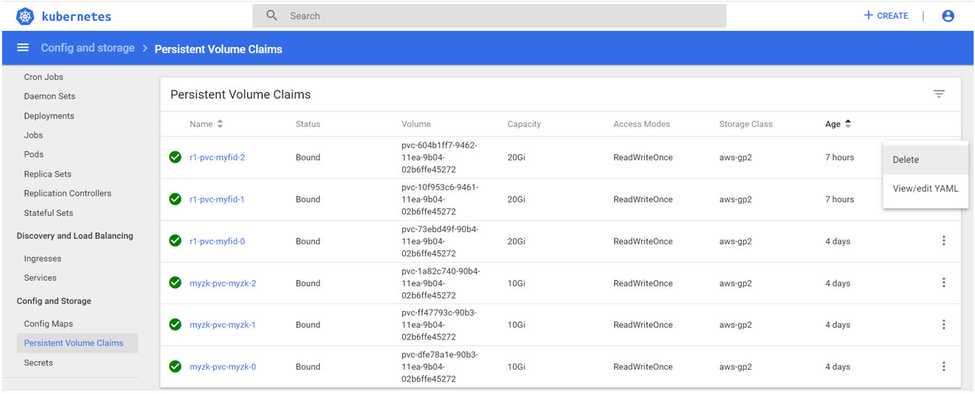 kubernetes
Search
+ CREATE
Config and storage > Persistent Volume Claims
Cron Jobs
Daemon Sets
Deployments
Jobs
Pods
Replica Sets
Replication Controllers
Stateful Sets
Discovery and Load Balancing
Ingresses
Services
Config and Storage
Config Maps
Persistent Volume Claims
Secrets
Persistent Volume Claims
Name Status Volume Capacity Access Modes Storage Class Age
r1-pvc-myfid-2 Bound pvc-604b1ff7-9462-11ea-9b04-02b6ffe45272 20Gi ReadWriteOnce aws-gp2 7 hours
r1-pvc-myfid-1 Bound pvc-10f953c6-9461-11ea-9b04-02b6ffe45272 20Gi ReadWriteOnce aws-gp2 7 hours
r1-pvc-myfid-0 Bound pvc-73ebd49f-90b4-11ea-9b04-02b6ffe45272 20Gi ReadWriteOnce aws-gp2 4 days
myzk-pvc-myzk-2 Bound pvc-1a82c740-90b4-11ea-9b04-02b6ffe45272 10Gi ReadWriteOnce aws-gp2 4 days
myzk-pvc-myzk-1 Bound pvc-ff47793c-90b3-11ea-9b04-02b6ffe45272 10Gi ReadWriteOnce aws-gp2 4 days
myzk-pvc-myzk-0 Bound pvc-dfe78a1e-90b3-11ea-9b04-02b6ffe45272 10Gi ReadWriteOnce aws-gp2 4 days
Delete
View/edit YAML